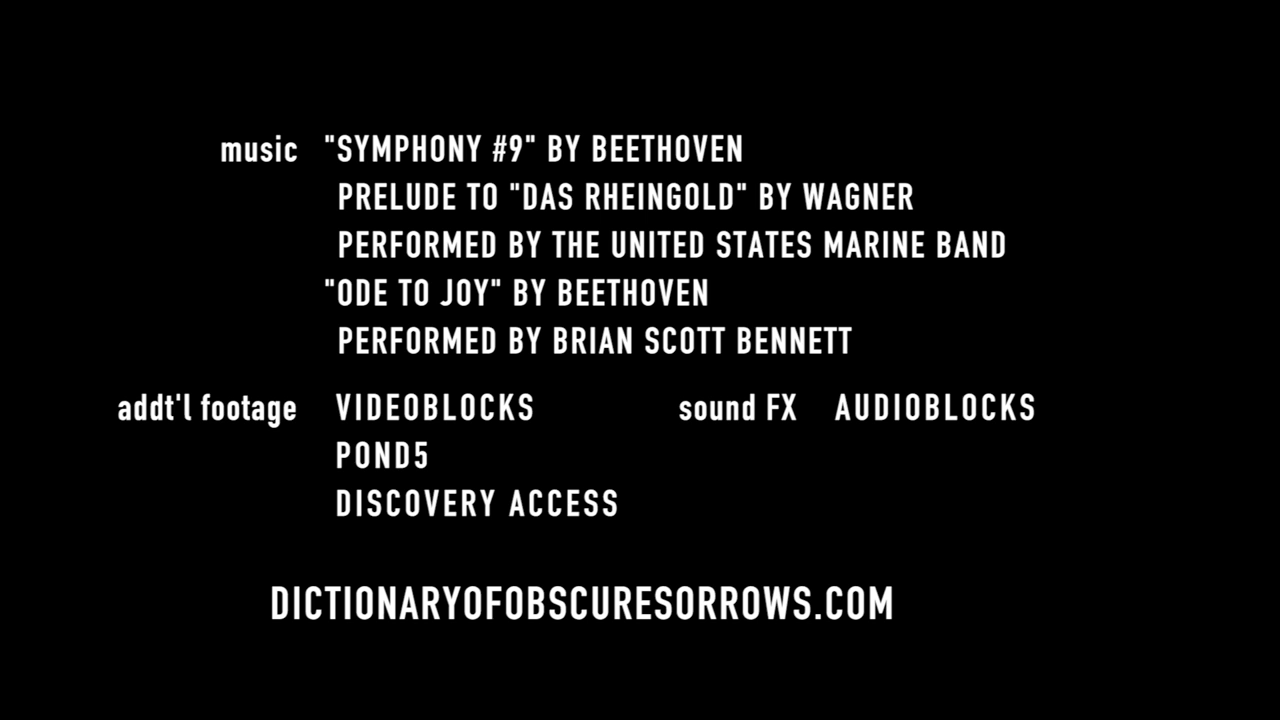 music "SYMPHONY #9" BY BEETHOVEN
PRELUDE TO "DAS RHEINGOLD" BY WAGNER
PERFORMED BY THE UNITED STATES MARINE BAND
"ODE TO JOY" BY BEETHOVEN
PERFORMED BY BRIAN SCOTT BENNETT
addt'l footage VIDEOBLOCKS sound FX AUDIOBLOCKS
POND5
DISCOVERY ACCESS
DICTIONARYOFOBSCURESORROWS.COM